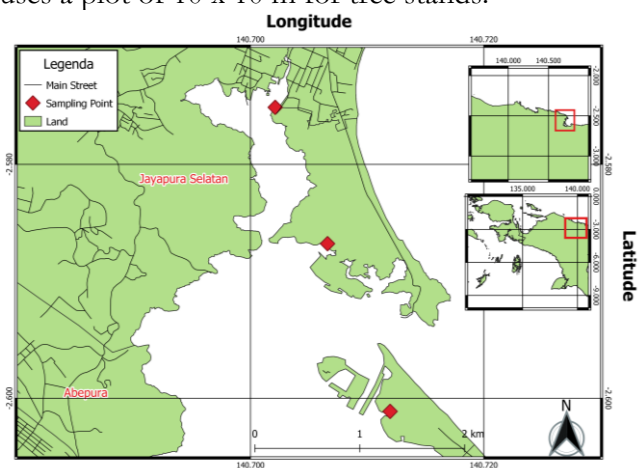 uses a plot of 10 x 10 m for tree stands.
Longitude
140.700 140.720
Legenda
Main Street
Sampling Point
Land
140.000 140.500
-2.000
-2.500
-3.000
-2.580
-2.580
Jayapura Selatan
135.000 140.000
0.000
-3.000
-6.000
-9.000
Latitude
Abepura
-2.600
-2.600
N
0 1 2 km
140.700 140.720